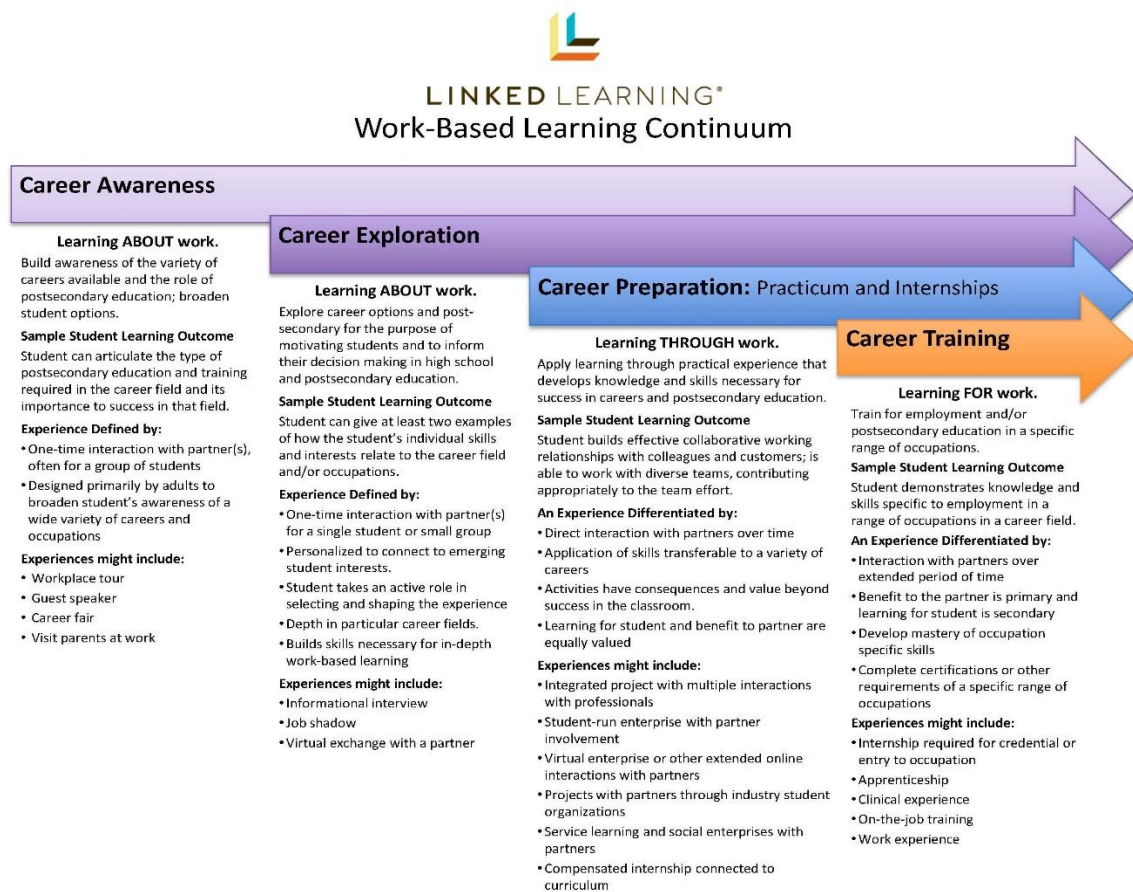 LINKED LEARNING®
Work-Based Learning Continuum
Career Awareness
Learning ABOUT work.
Build awareness of the variety of
careers available and the role of
postsecondary education; broaden
student options.
Sample Student Learning Outcome
Student can articulate the type of
postsecondary education and training
required in the career field and its
importance to success in that field.
Experience Defined by:
• One-time interaction with partner(s),
often for a group of students
• Designed primarily by adults to
broaden student’s awareness of a
wide variety of careers and
occupations
Experiences might include:
• Workplace tour
• Guest speaker
• Career fair
• Visit parents at work
Career Exploration
Learning ABOUT work.
Explore career options and post-
secondary for the purpose of
motivating students and to inform
their decision making in high school
and postsecondary education.
Sample Student Learning Outcome
Student can give at least two examples
of how the student’s individual skills
and interests relate to the career field
and/or occupations.
Experience Defined by:
• One-time interaction with partner(s)
for a single student or small group
• Personalized to connect to emerging
student interests.
• Student takes an active role in
selecting and shaping the experience
• Depth in particular career fields.
• Builds skills necessary for in-depth
work-based learning
Experiences might include:
• Informational interview
• Job shadow
• Virtual exchange with a partner
Career Preparation: Practicum and Internships
Learning THROUGH work.
Apply learning through practical experience that
develops knowledge and skills necessary for
success in careers and postsecondary education.
Sample Student Learning Outcome
Student builds effective collaborative working
relationships with colleagues and customers; is
able to work with diverse teams, contributing
appropriately to the team effort.
An Experience Differentiated by:
• Direct interaction with partners over time
• Application of skills transferable to a variety of
careers
• Activities have consequences and value beyond
success in the classroom.
• Learning for student and benefit to partner are
equally valued
Experiences might include:
• Integrated project with multiple interactions
with professionals
• Student-run enterprise with partner
involvement
• Virtual enterprise or other extended online
interactions with partners
• Projects with partners through industry student
organizations
• Service learning and social enterprises with
partners
• Compensated internship connected to
curriculum
Career Training
Learning FOR work.
Train for employment and/or
postsecondary education in a specific
range of occupations.
Sample Student Learning Outcome
Student demonstrates knowledge and
skills specific to employment in a
range of occupations in a career field.
An Experience Differentiated by:
• Interaction with partners over
extended period of time
• Benefit to the partner is primary and
learning for student is secondary
• Develop mastery of occupation
specific skills
• Complete certifications or other
requirements of a specific range of
occupations
Experiences might include:
• Internship required for credential or
entry to occupation
• Apprenticeship
• Clinical experience
• On-the-job training
• Work experience